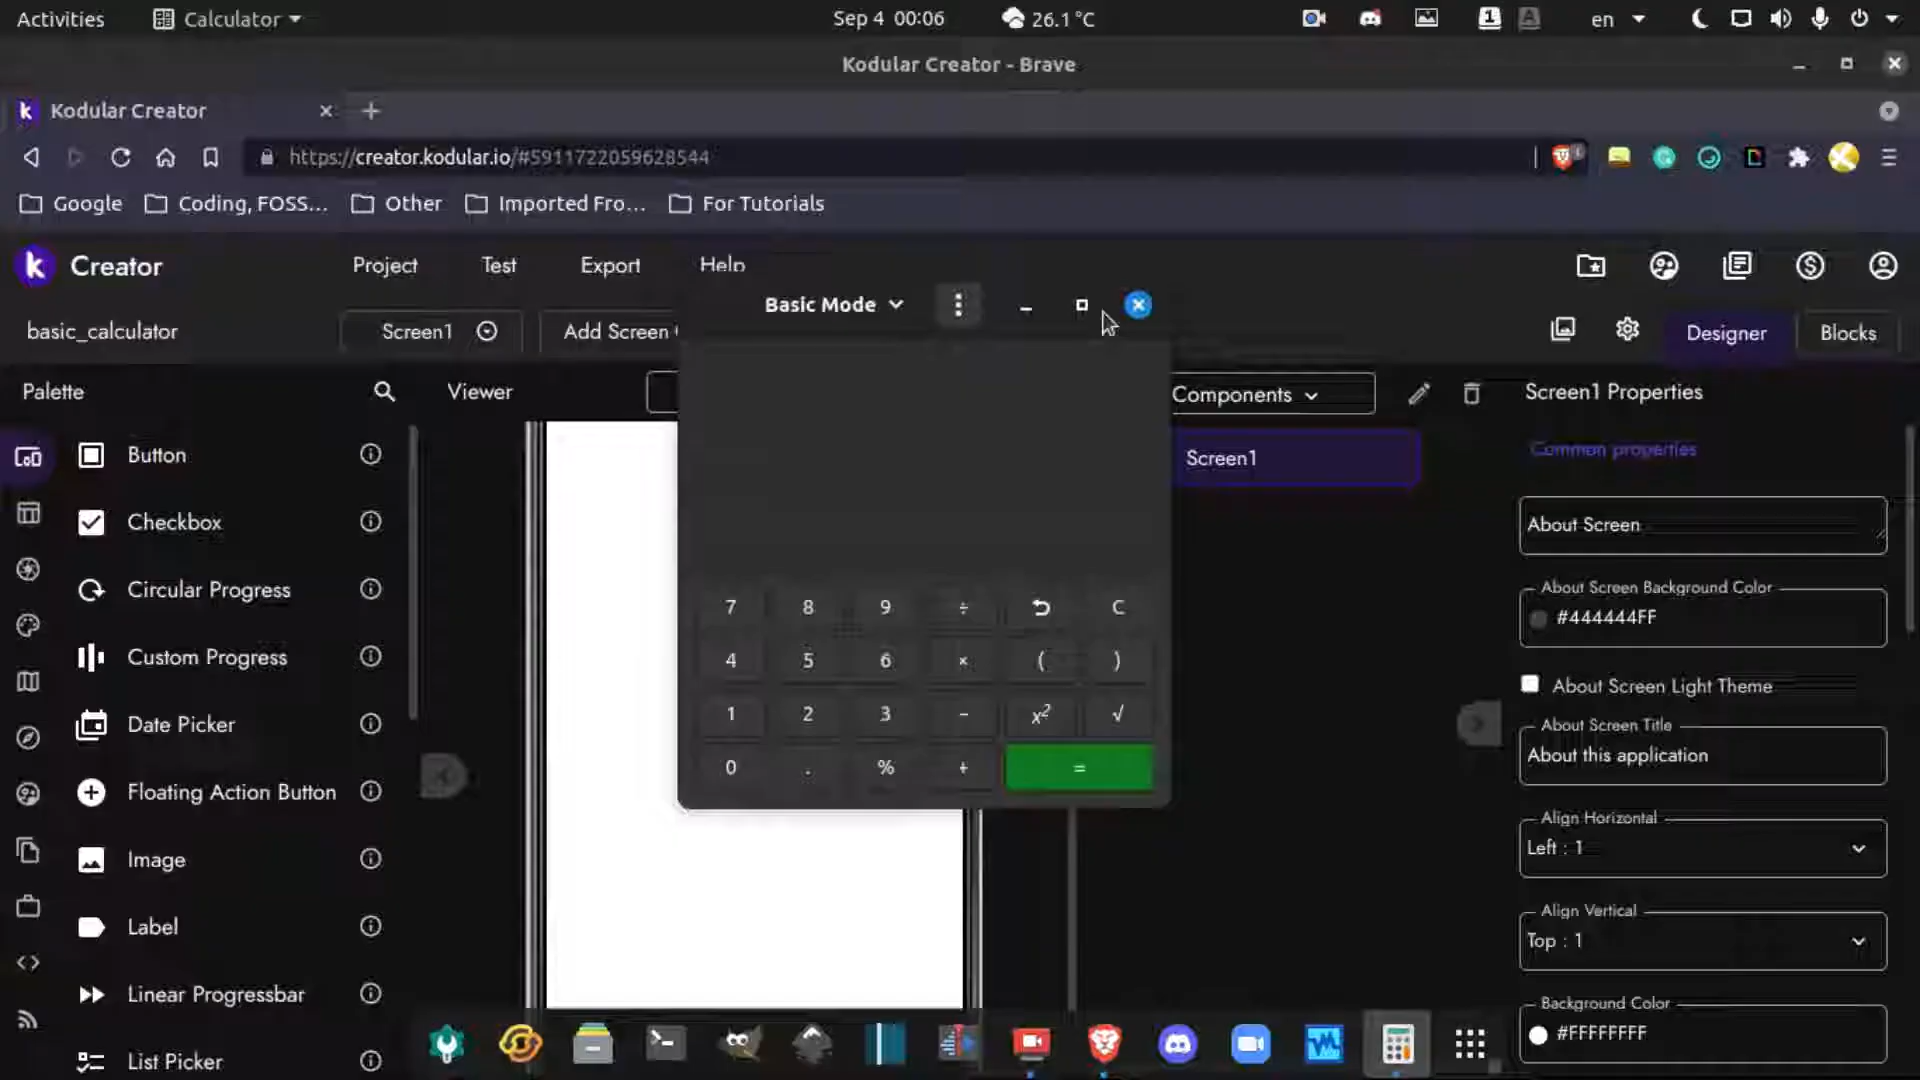 Activities Calculator Sep 4 00:06 26.1 °C 1 A en
Kodular Creator - Brave
k Kodular Creator
https://creator.kodular.io/#5911722059628544 1
Google Coding, FOSS... Other Imported Fro... For Tutorials
k Creator Project Test Export Help
basic_calculator Screen1 Add Screen Basic Mode Designer Blocks
Palette Viewer Components Screen1 Properties
Common properties
Button
Checkbox
Circular Progress
Custom Progress
Date Picker
Floating Action Button
Image
Label
Linear Progressbar
List Picker
7 8 9 ÷ C
4 5 6 × ( )
1 2 3 − x² √
0 . % + =
Screen1
About Screen
About Screen Background Color
#444444FF
About Screen Light Theme
About Screen Title
About this application
Align Horizontal
Left : 1
Align Vertical
Top : 1
Background Color
#FFFFFFFF